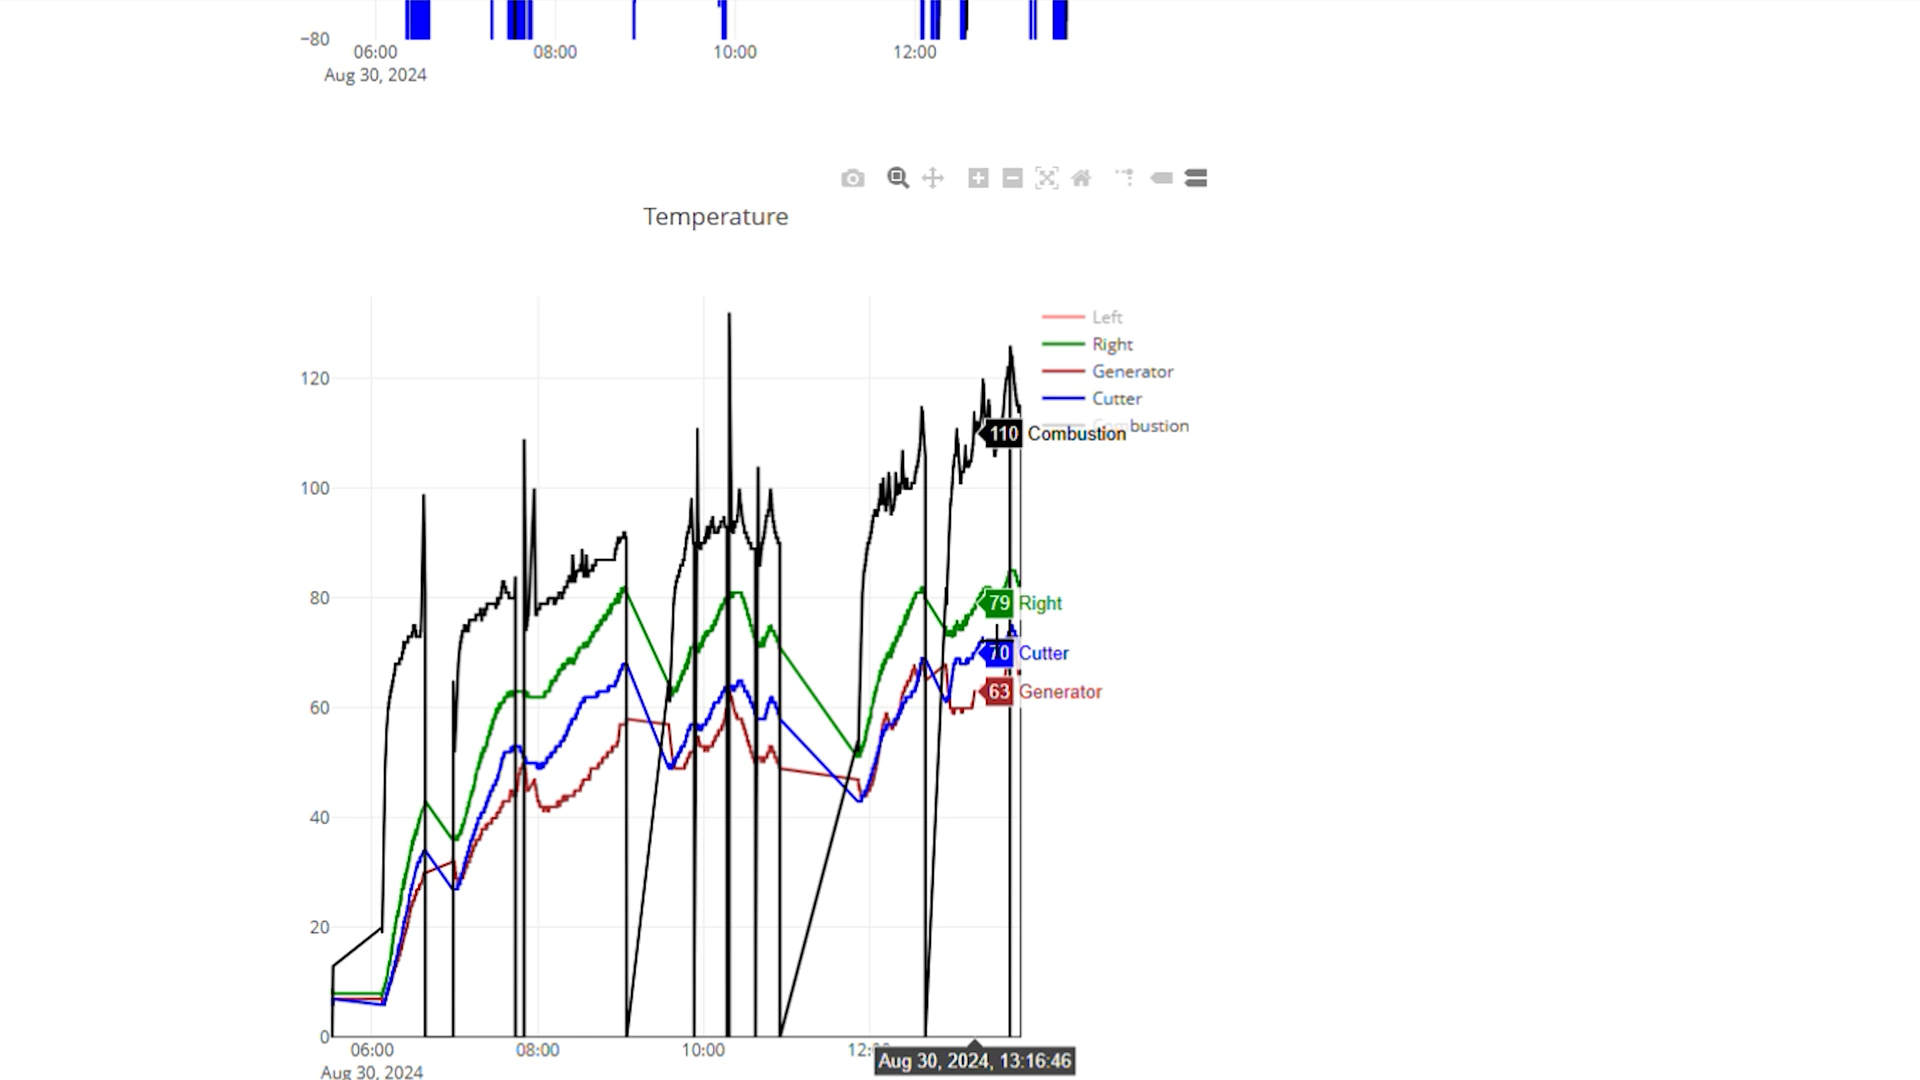 −80
06:00 08:00 10:00 12:00
Aug 30, 2024
Temperature
Left
Right
Generator
Cutter
bustion
120
110 Combustion
100
80
79 Right
70 Cutter
63 Generator
60
40
20
0
06:00 08:00 10:00 12:
Aug 30, 2024, 13:16:46
Aug 30, 2024